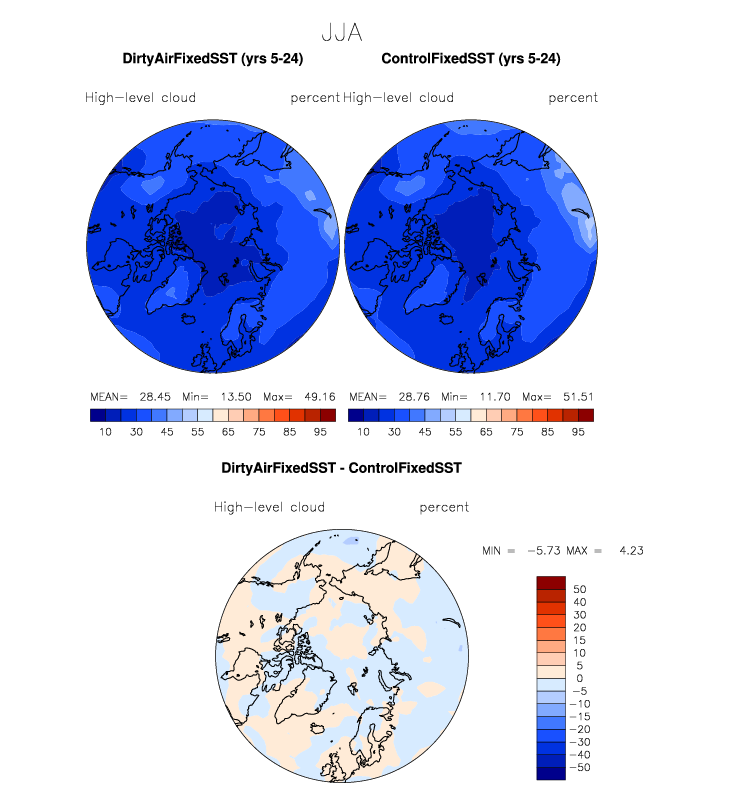 JJA
DirtyAirFixedSST (yrs 5-24) ControlFixedSST (yrs 5-24)
High-level cloud percent High-level cloud percent
MEAN= 28.45 Min= 13.50 Max= 49.16 MEAN= 28.76 Min= 11.70 Max= 51.51
10 30 45 55 65 75 85 95 10 30 45 55 65 75 85 95
DirtyAirFixedSST - ControlFixedSST
High-level cloud percent
MIN = -5.73 MAX = 4.23
50
40
30
20
15
10
5
0
-5
-10
-15
-20
-30
-40
-50